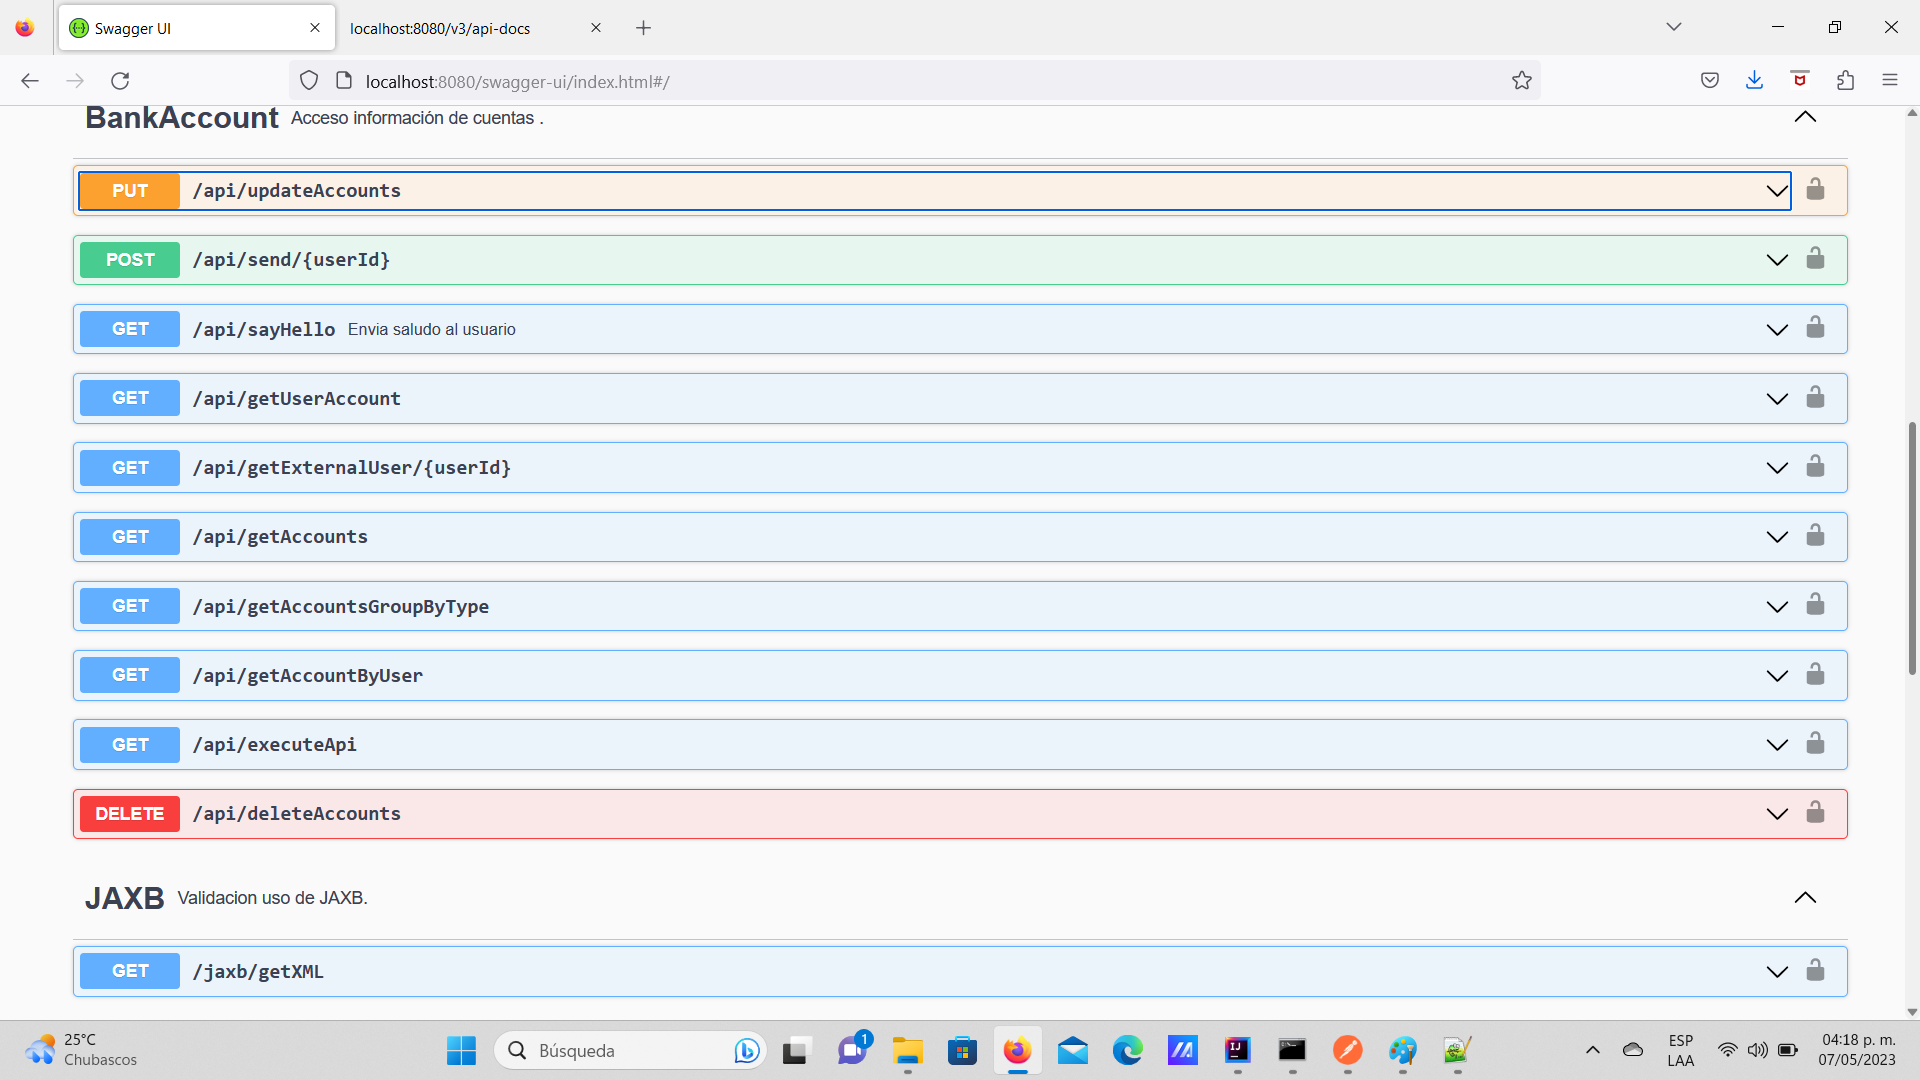 Swagger UI
localhost:8080/v3/api-docs
localhost:8080/swagger-ui/index.html#/
BankAccount Acceso información de cuentas .
PUT /api/updateAccounts
POST /api/send/{userId}
GET /api/sayHello Envia saludo al usuario
GET /api/getUserAccount
GET /api/getExternalUser/{userId}
GET /api/getAccounts
GET /api/getAccountsGroupByType
GET /api/getAccountByUser
GET /api/executeApi
DELETE /api/deleteAccounts
JAXB Validacion uso de JAXB.
GET /jaxb/getXML
25°C
Chubascos
Búsqueda
1
IJ
ESP
LAA
04:18 p. m.
07/05/2023